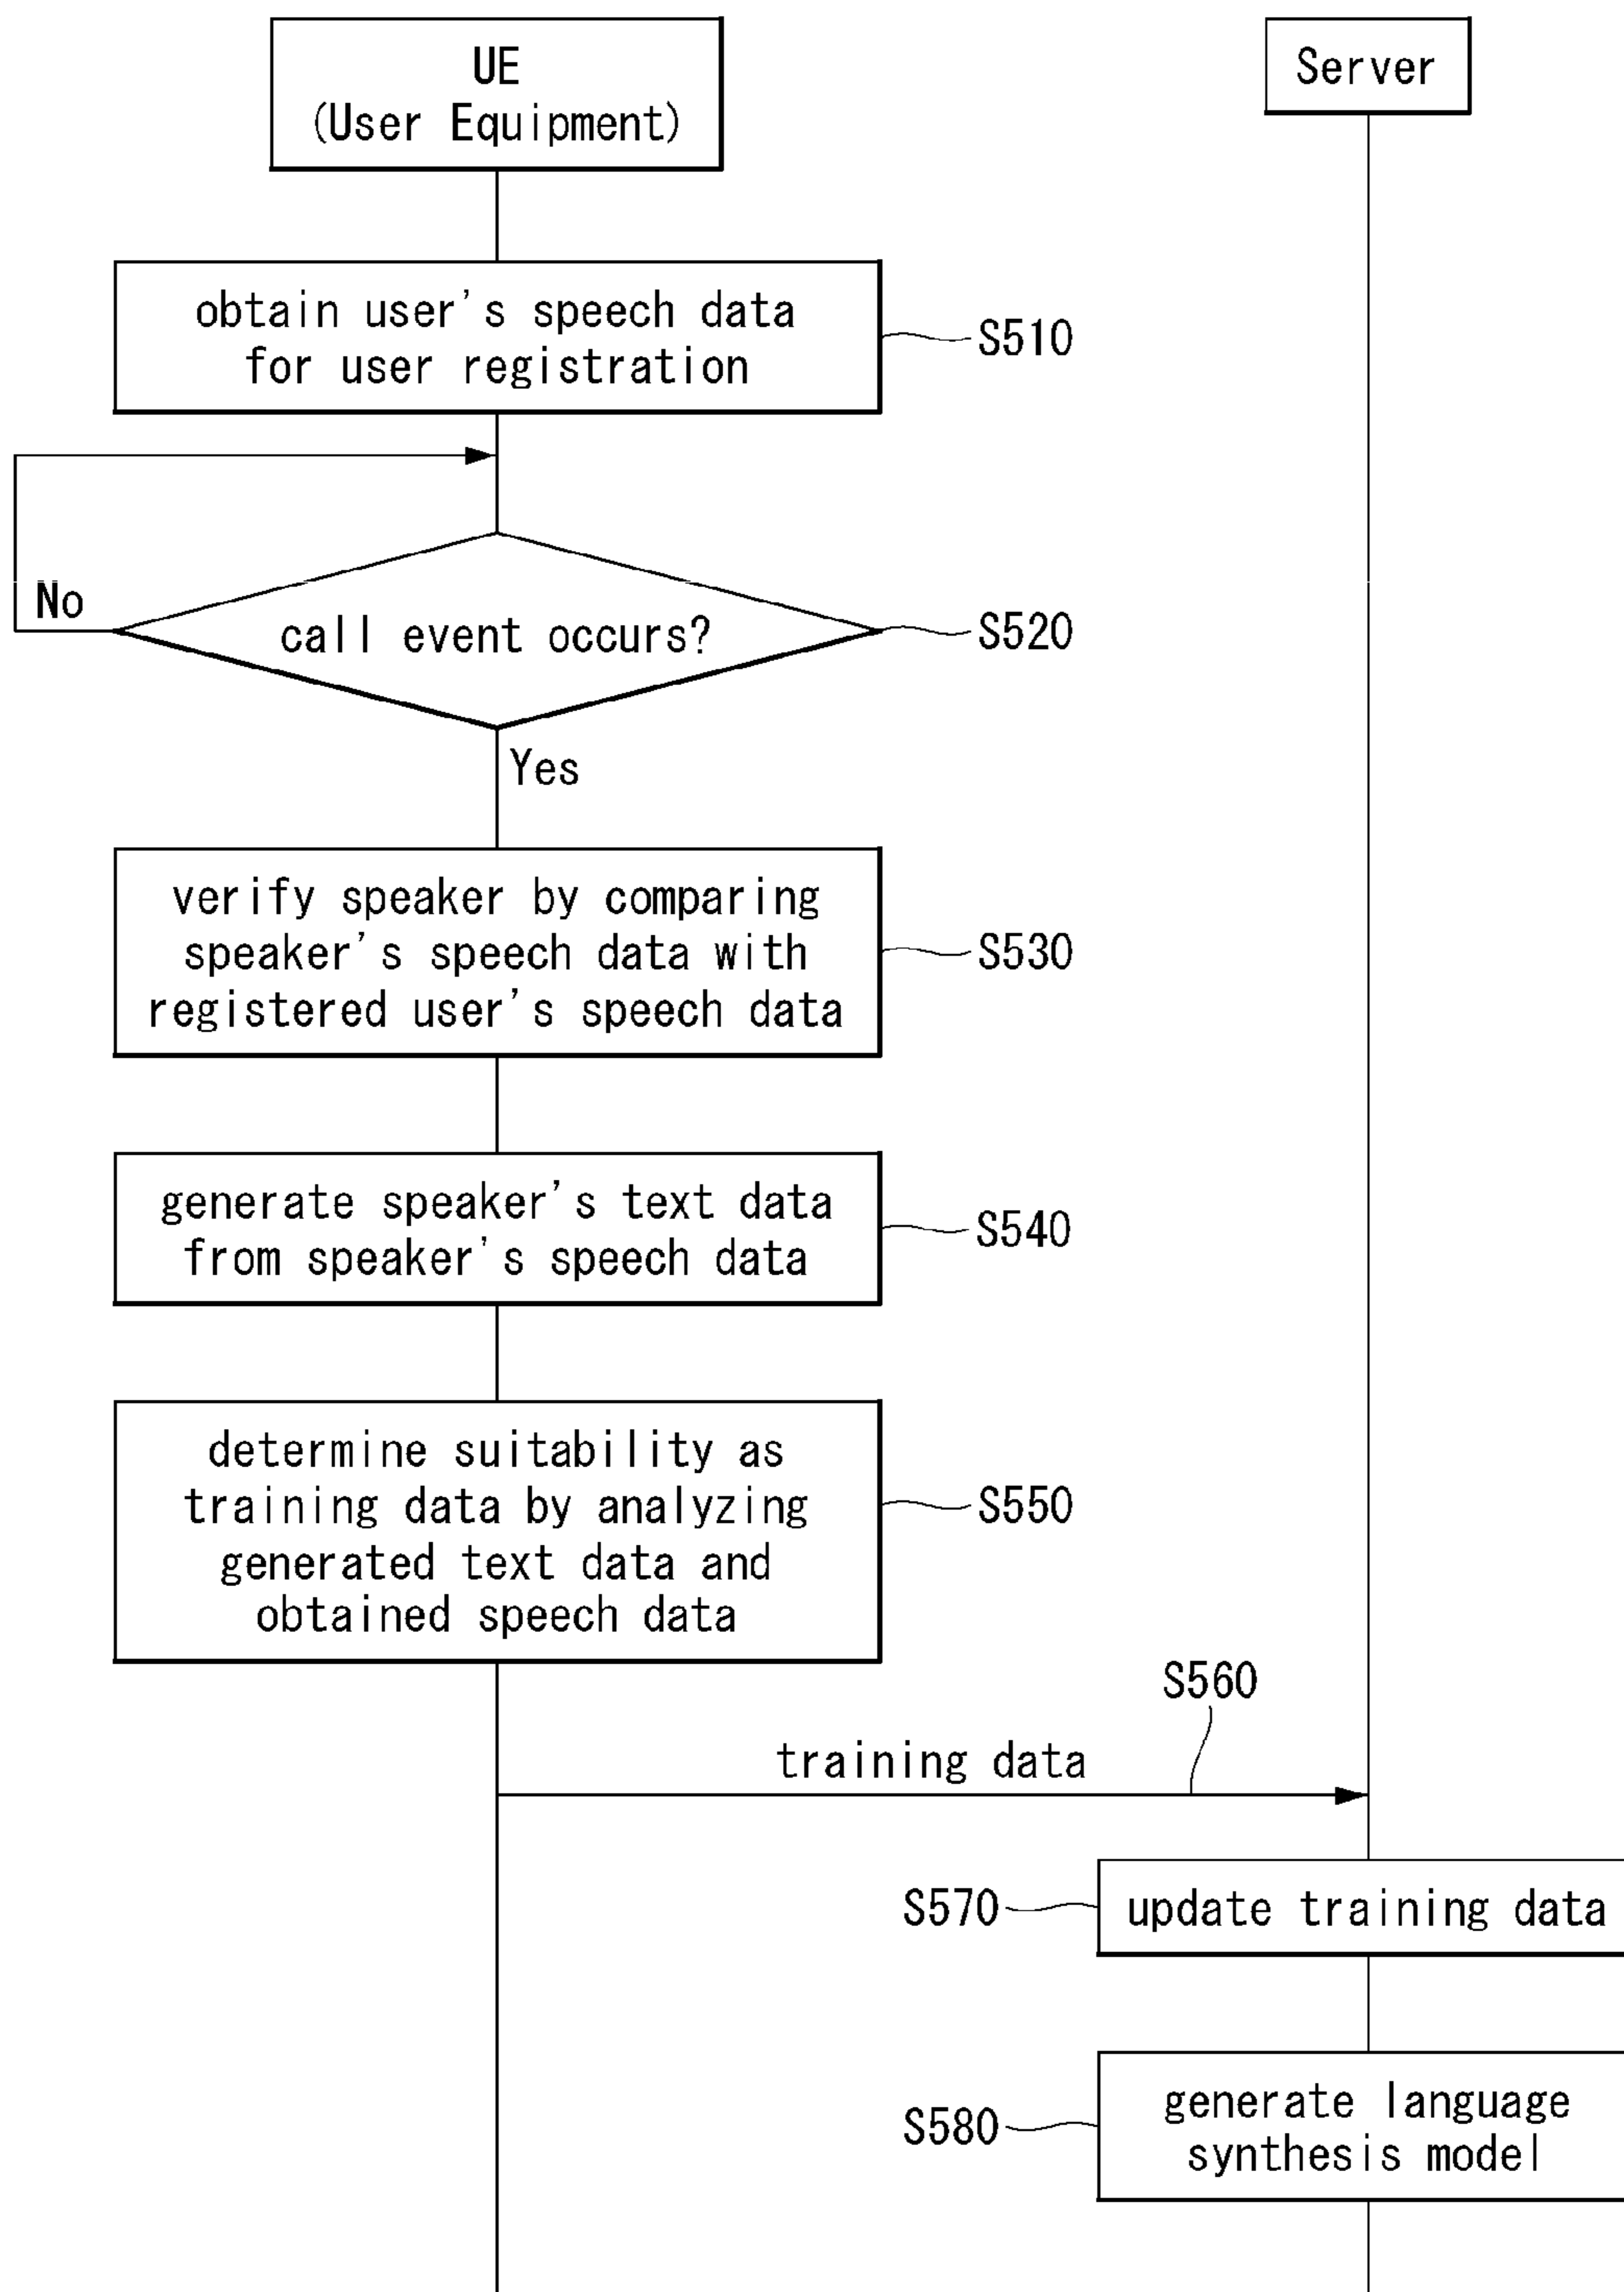 UE
(User Equipment)
Server
obtain user's speech data
for user registration
S510
No
call event occurs?
S520
Yes
verify speaker by comparing
speaker's speech data with
registered user's speech data
S530
generate speaker's text data
from speaker's speech data
S540
determine suitability as
training data by analyzing
generated text data and
obtained speech data
S550
S560
training data
S570
update training data
S580
generate language
synthesis model